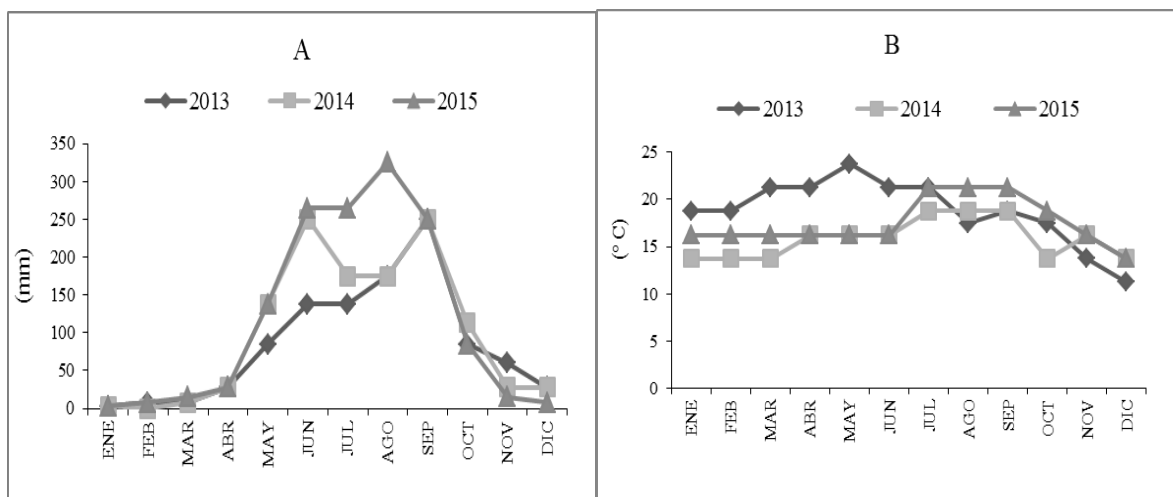 A
2013 2014 2015
350
300
250
200
150
100
50
0
(mm)
ENE FEB MAR ABR MAY JUN JUL AGO SEP OCT NOV DIC
B
2013 2014 2015
25
20
15
10
5
0
(° C)
ENE FEB MAR ABR MAY JUN JUL AGO SEP OCT NOV DIC